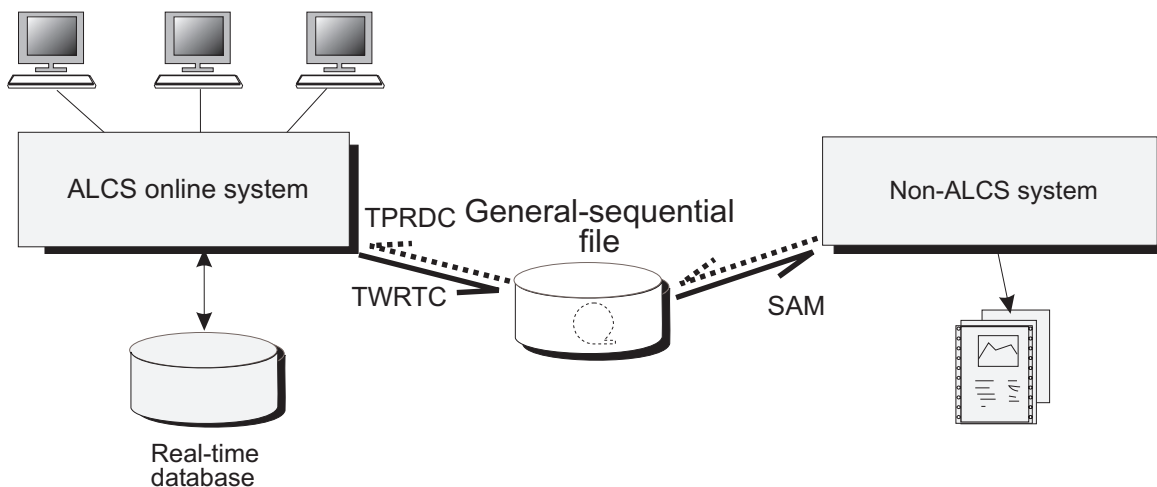 ALCS online system
Non-ALCS system
TPRDC
General-sequential
file
TWRTC
SAM
Real-time
database